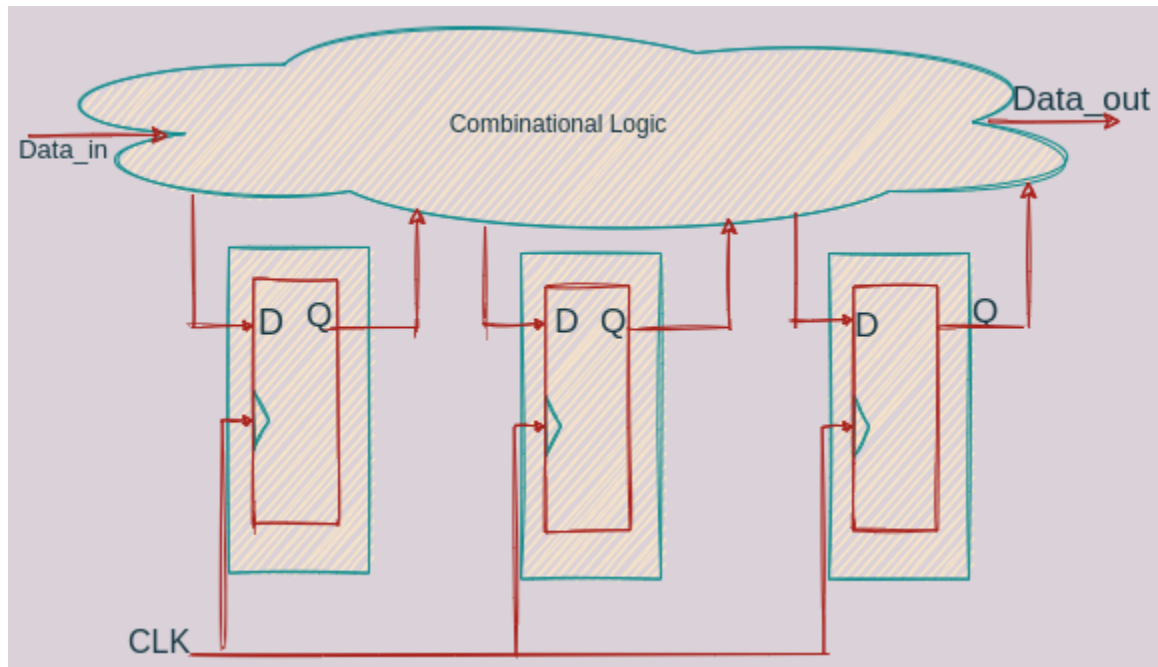 Combinational Logic
Data_in
Data_out
D Q
D Q
D Q
CLK